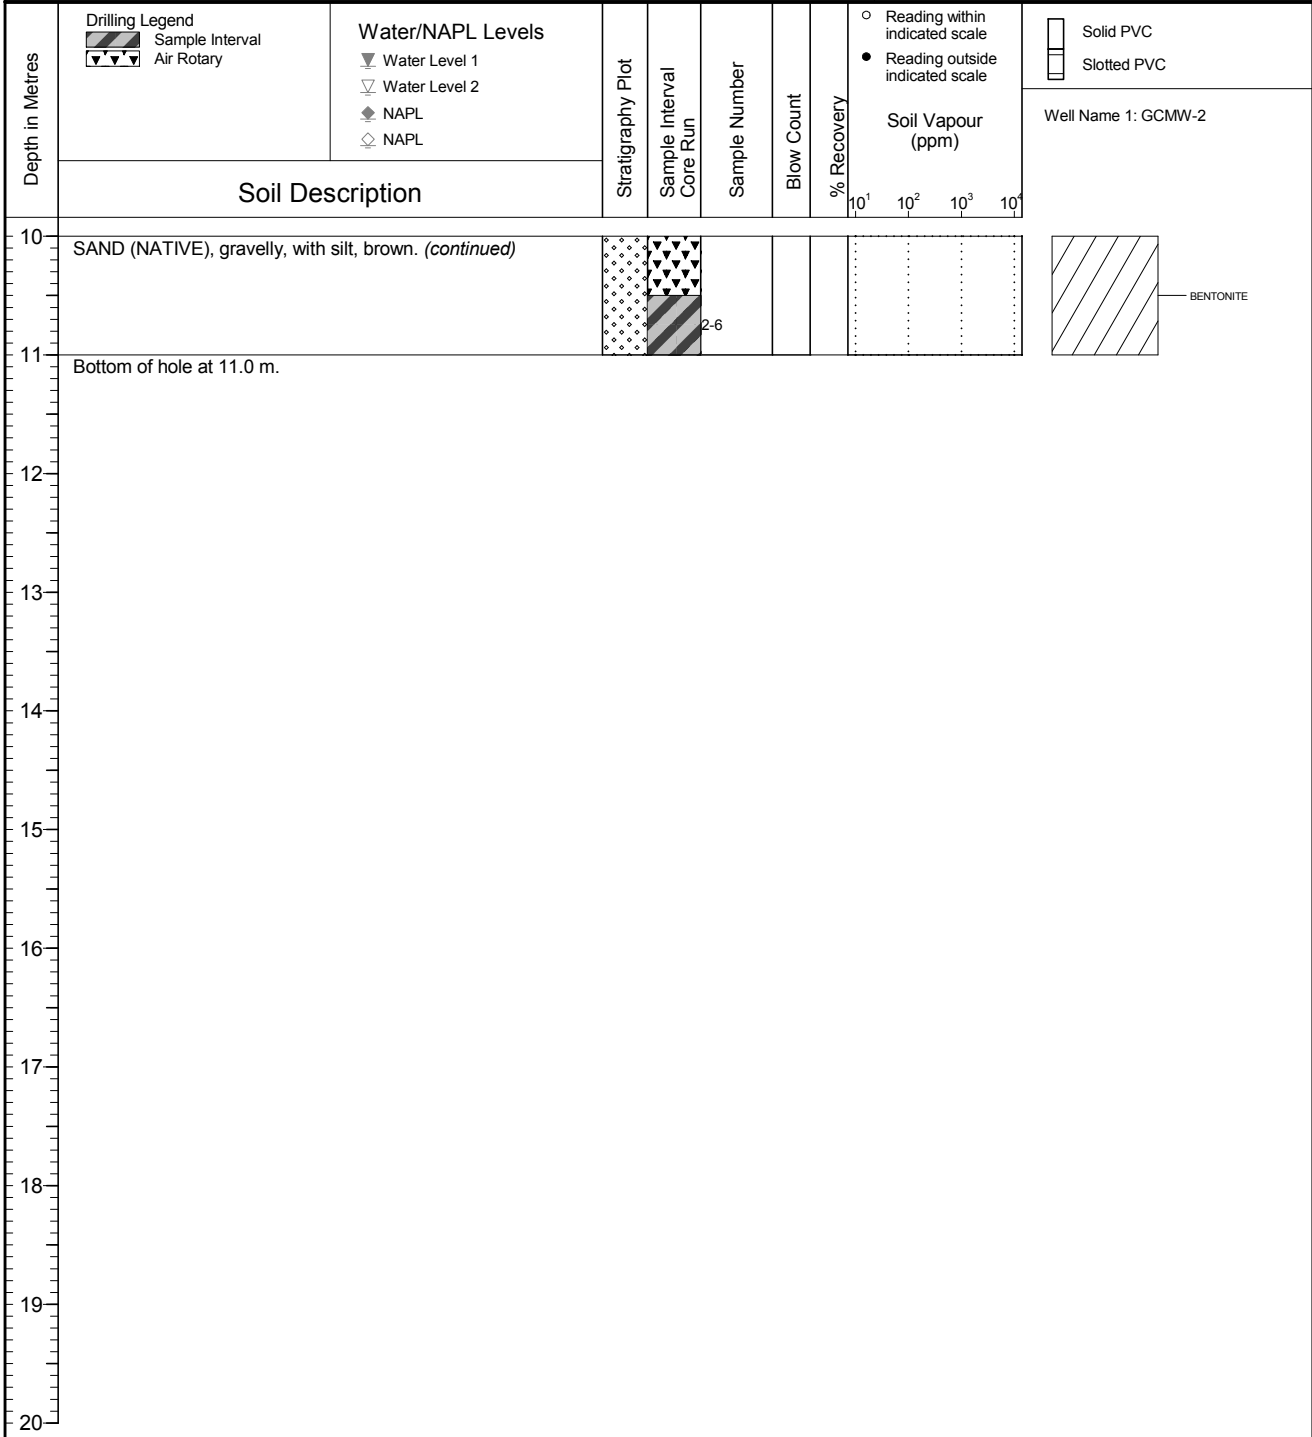 Depth in Metres
Drilling Legend
Sample Interval
Air Rotary
Water/NAPL Levels
Water Level 1
Water Level 2
NAPL
NAPL
Soil Description
Stratigraphy Plot
Sample Interval
Core Run
Sample Number
Blow Count
% Recovery
Reading within
indicated scale
Reading outside
indicated scale
Soil Vapour
(ppm)
10¹ 10² 10³ 10⁴
Solid PVC
Slotted PVC
Well Name 1: GCMW-2
10
SAND (NATIVE), gravelly, with silt, brown. (continued)
2-6
BENTONITE
11
Bottom of hole at 11.0 m.
12
13
14
15
16
17
18
19
20